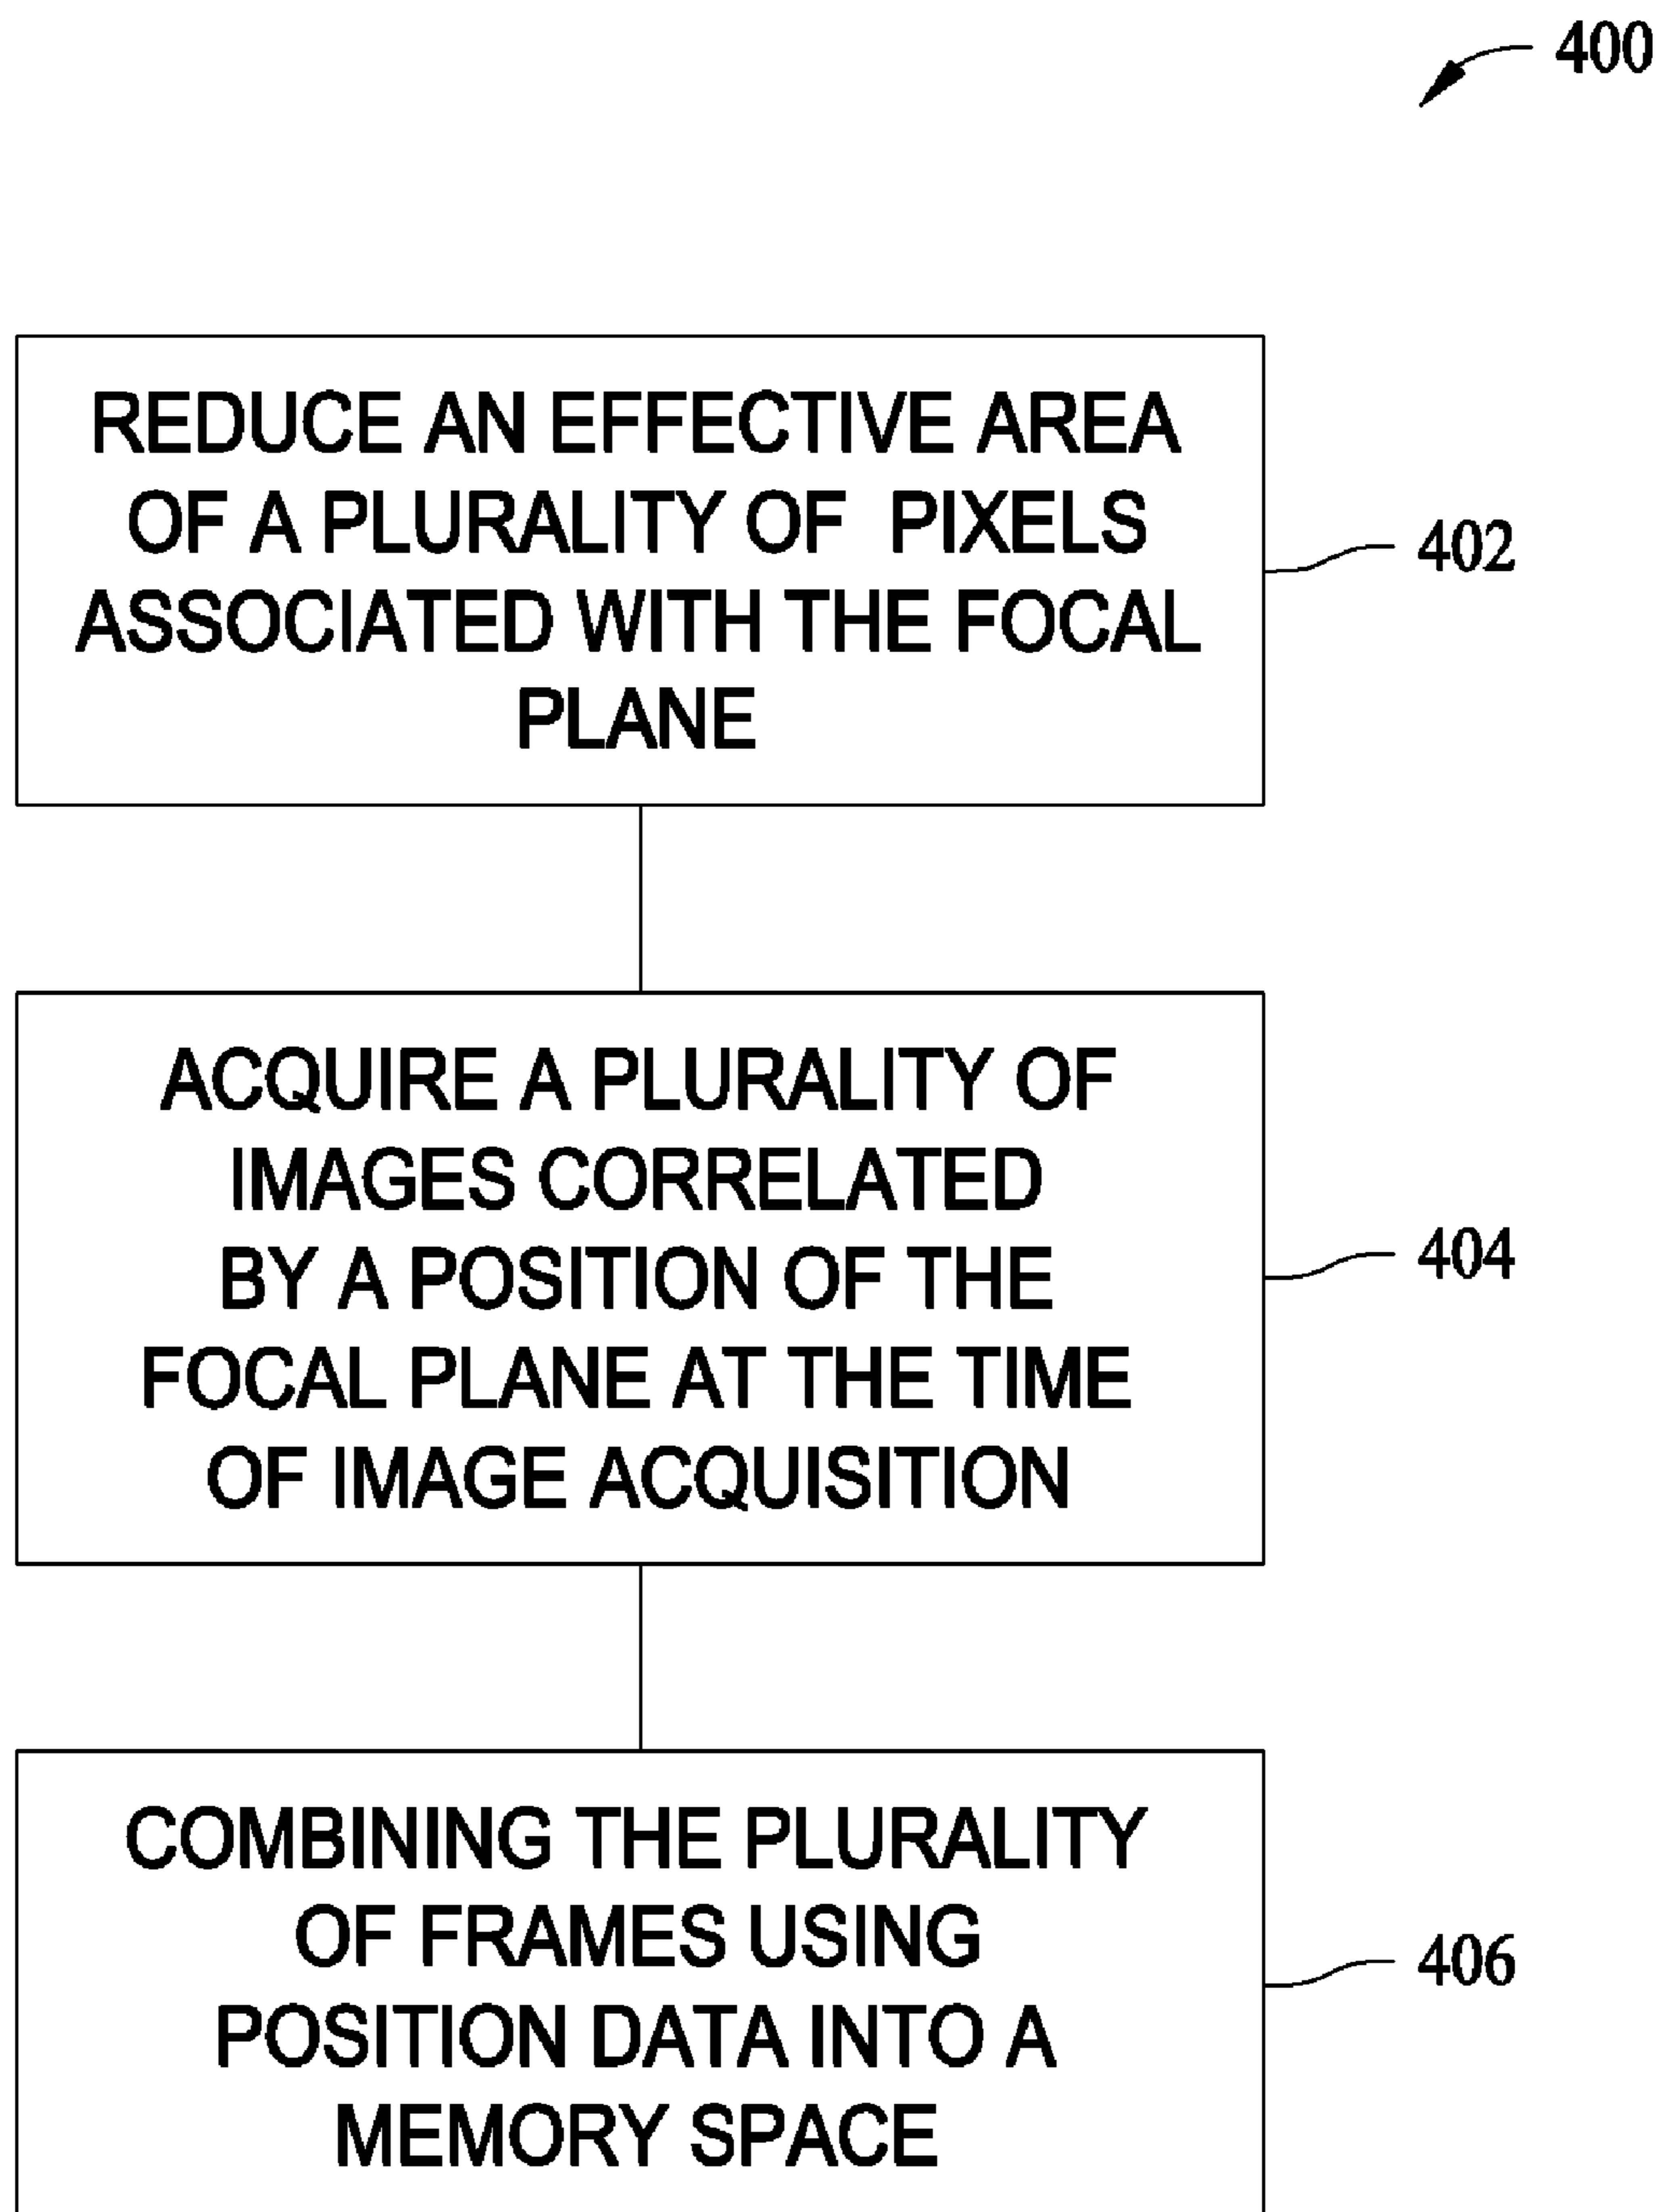 400
REDUCE AN EFFECTIVE AREA
OF A PLURALITY OF PIXELS
ASSOCIATED WITH THE FOCAL
PLANE
402
ACQUIRE A PLURALITY OF
IMAGES CORRELATED
BY A POSITION OF THE
FOCAL PLANE AT THE TIME
OF IMAGE ACQUISITION
404
COMBINING THE PLURALITY
OF FRAMES USING
POSITION DATA INTO A
MEMORY SPACE
406